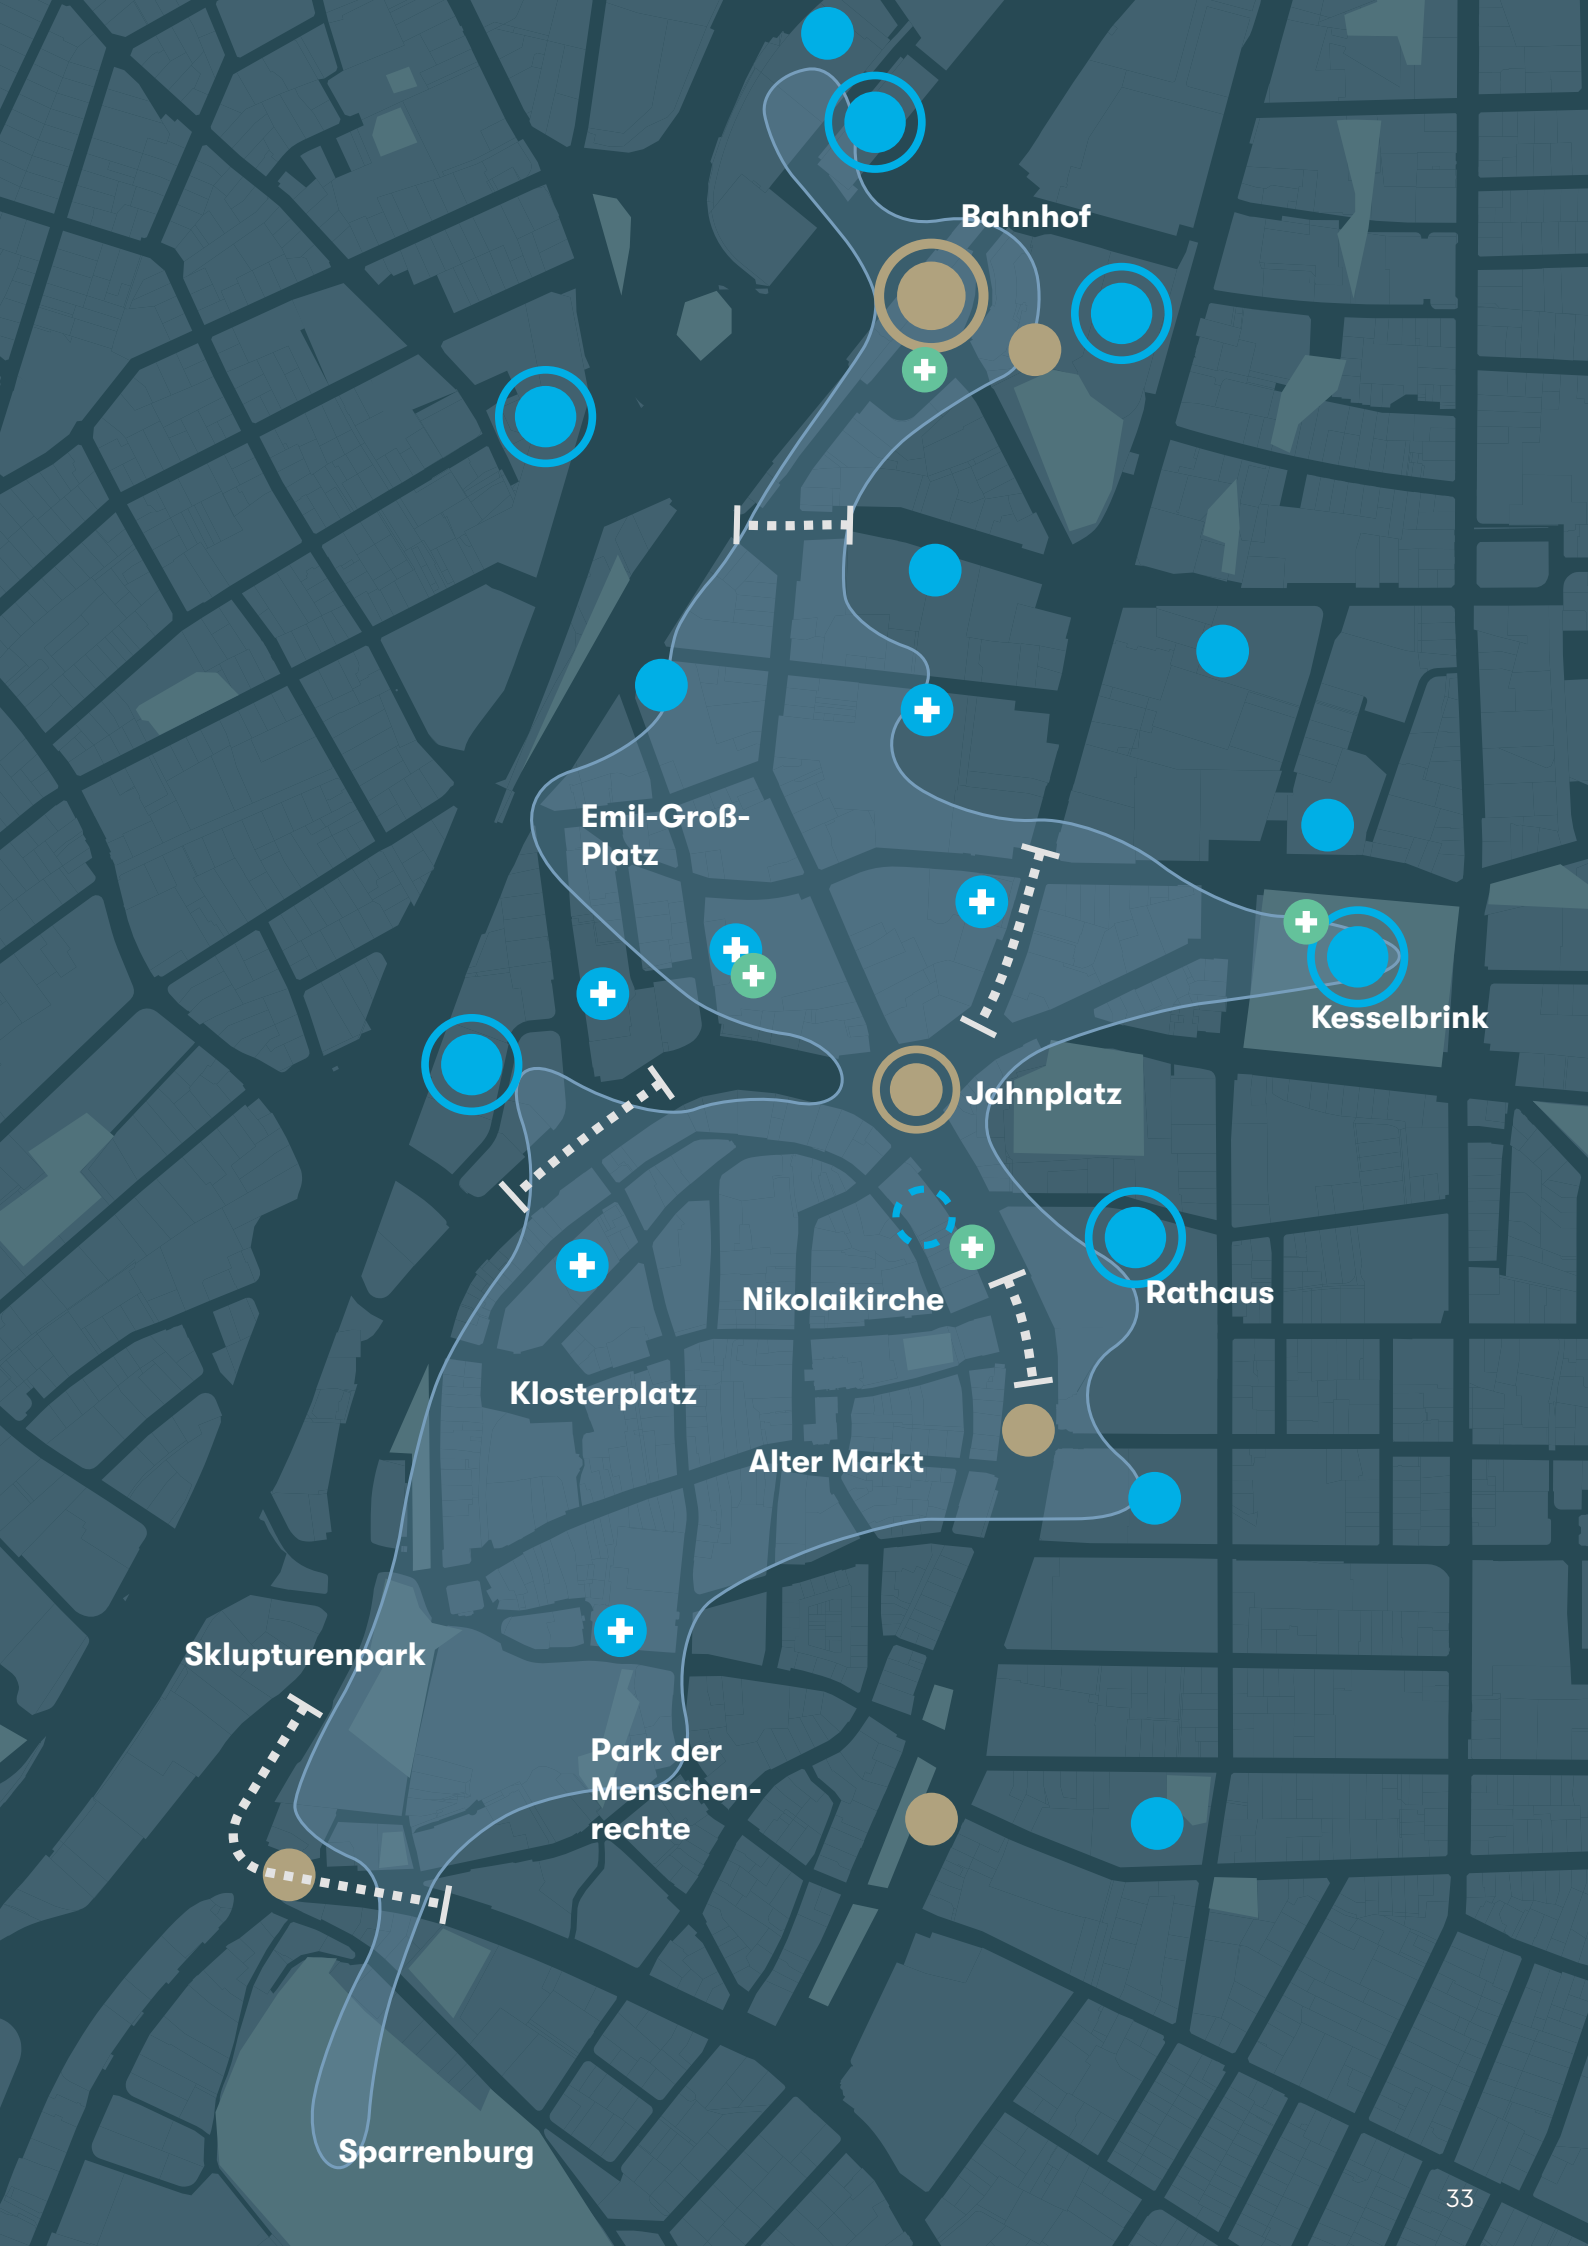 Bahnhof
Emil-Groß-
Platz
Kesselbrink
Jahnplatz
Rathaus
Nikolaikirche
Klosterplatz
Alter Markt
Sklupturenpark
Park der
Menschen-
rechte
Sparrenburg
33